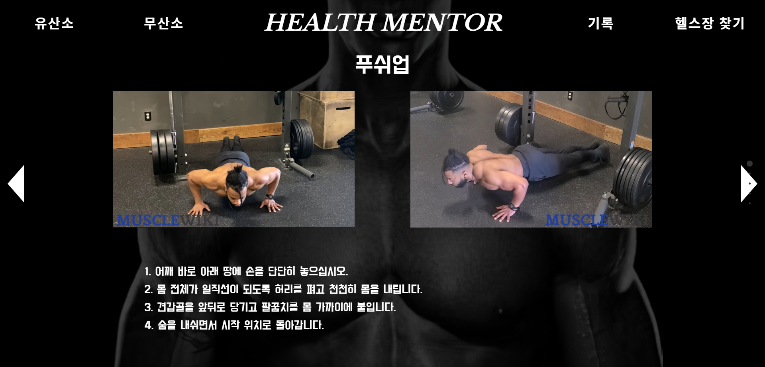 유산소 무산소 HEALTH MENTOR 기록 헬스장 찾기
푸쉬업
MUSCLEWIKI MUSCLEWIKI
1. 어깨 바로 아래 땅에 손을 단단히 놓으십시오.
2. 몸 전체가 일직선이 되도록 허리를 펴고 천천히 몸을 내립니다.
3. 견갑골을 앞뒤로 당기고 팔꿈치를 몸 가까이에 붙입니다.
4. 숨을 내쉬면서 시작 위치로 돌아갑니다.